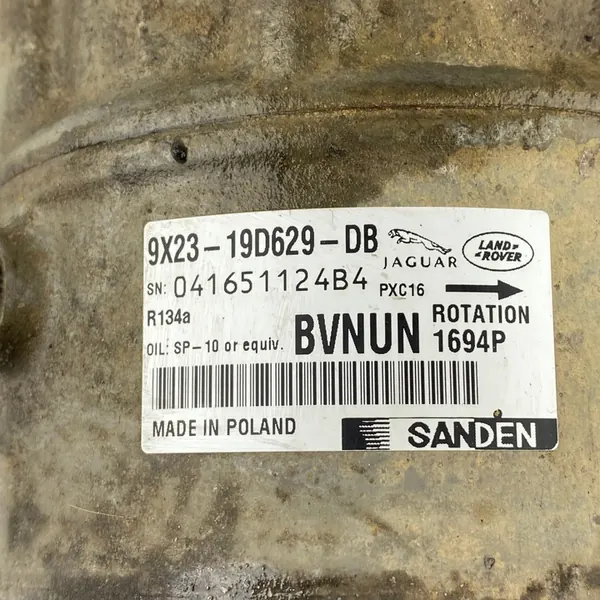 9X23-19D629-DB
JAGUAR
LAND-
ROVER
SN: 041651124B4
PXC16
R134a
ROTATION
OIL: SP-10 or equiv.
BVNUN
1694P
MADE IN POLAND
SANDEN